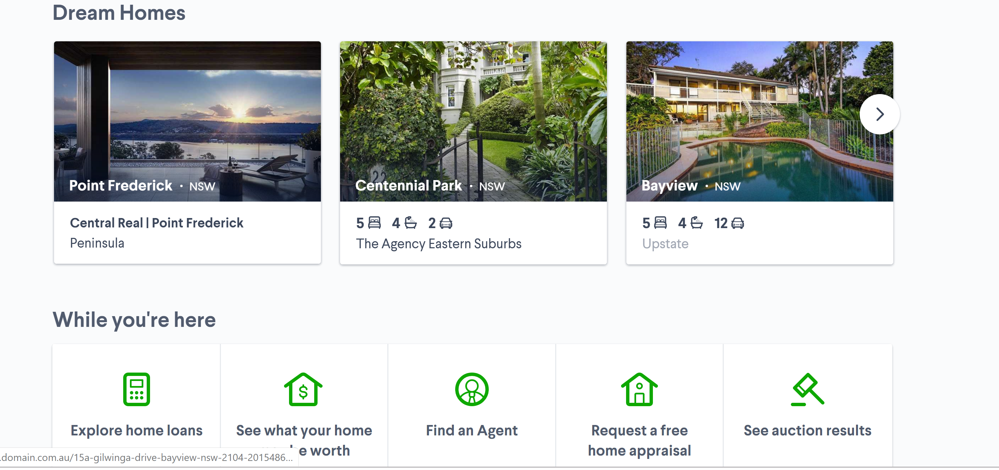 Dream Homes
Point Frederick · NSW
Central Real | Point Frederick
Peninsula
22
Centennial Park · NSW
5 4 2
The Agency Eastern Suburbs
Bayview · NSW
5 4 12
Upstate
While you're here
Explore home loans
See what your home
worth
Find an Agent
Request a free
home appraisal
See auction results
.domain.com.au/15a-gilwinga-drive-bayview-nsw-2104-2015486...